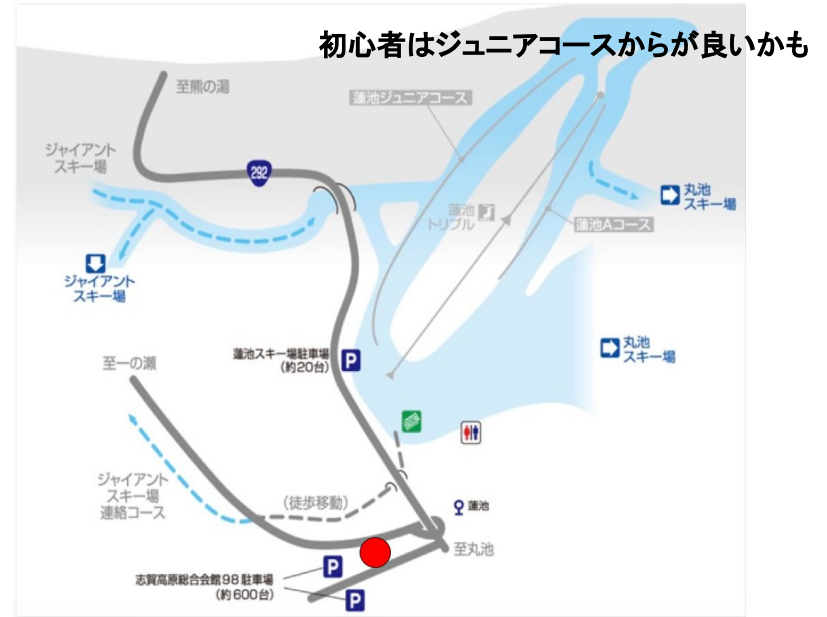 初心者はジュニアコースからが良いかも
至熊の湯
蓮池ジュニアコース
ジャイアント
スキー場
292
丸池
スキー場
蓮池
トリプル
蓮池Aコース
ジャイアント
スキー場
丸池
スキー場
蓮池スキー場駐車場
(約20台)
P
至一の瀬
ジャイアント
スキー場
連絡コース
(徒歩移動)
蓮池
至丸池
志賀高原総合会館98駐車場
(約600台)
P
P